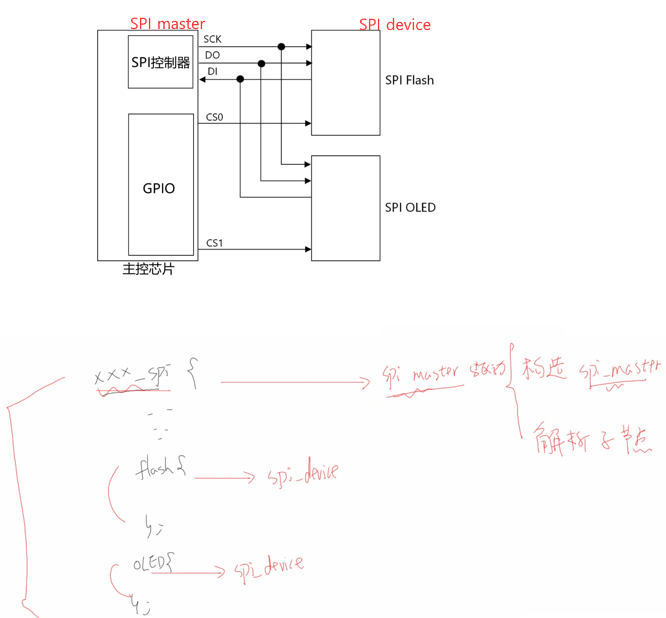 SPI master
SPI device
SCK
SPI控制器
DO
DI
SPI Flash
CS0
GPIO
SPI OLED
CS1
主控芯片
xxx_spi {
spi master 驱动 { 构造 spi_master
解析子节点
flash{
spi_device
};
OLED{
spi_device
};